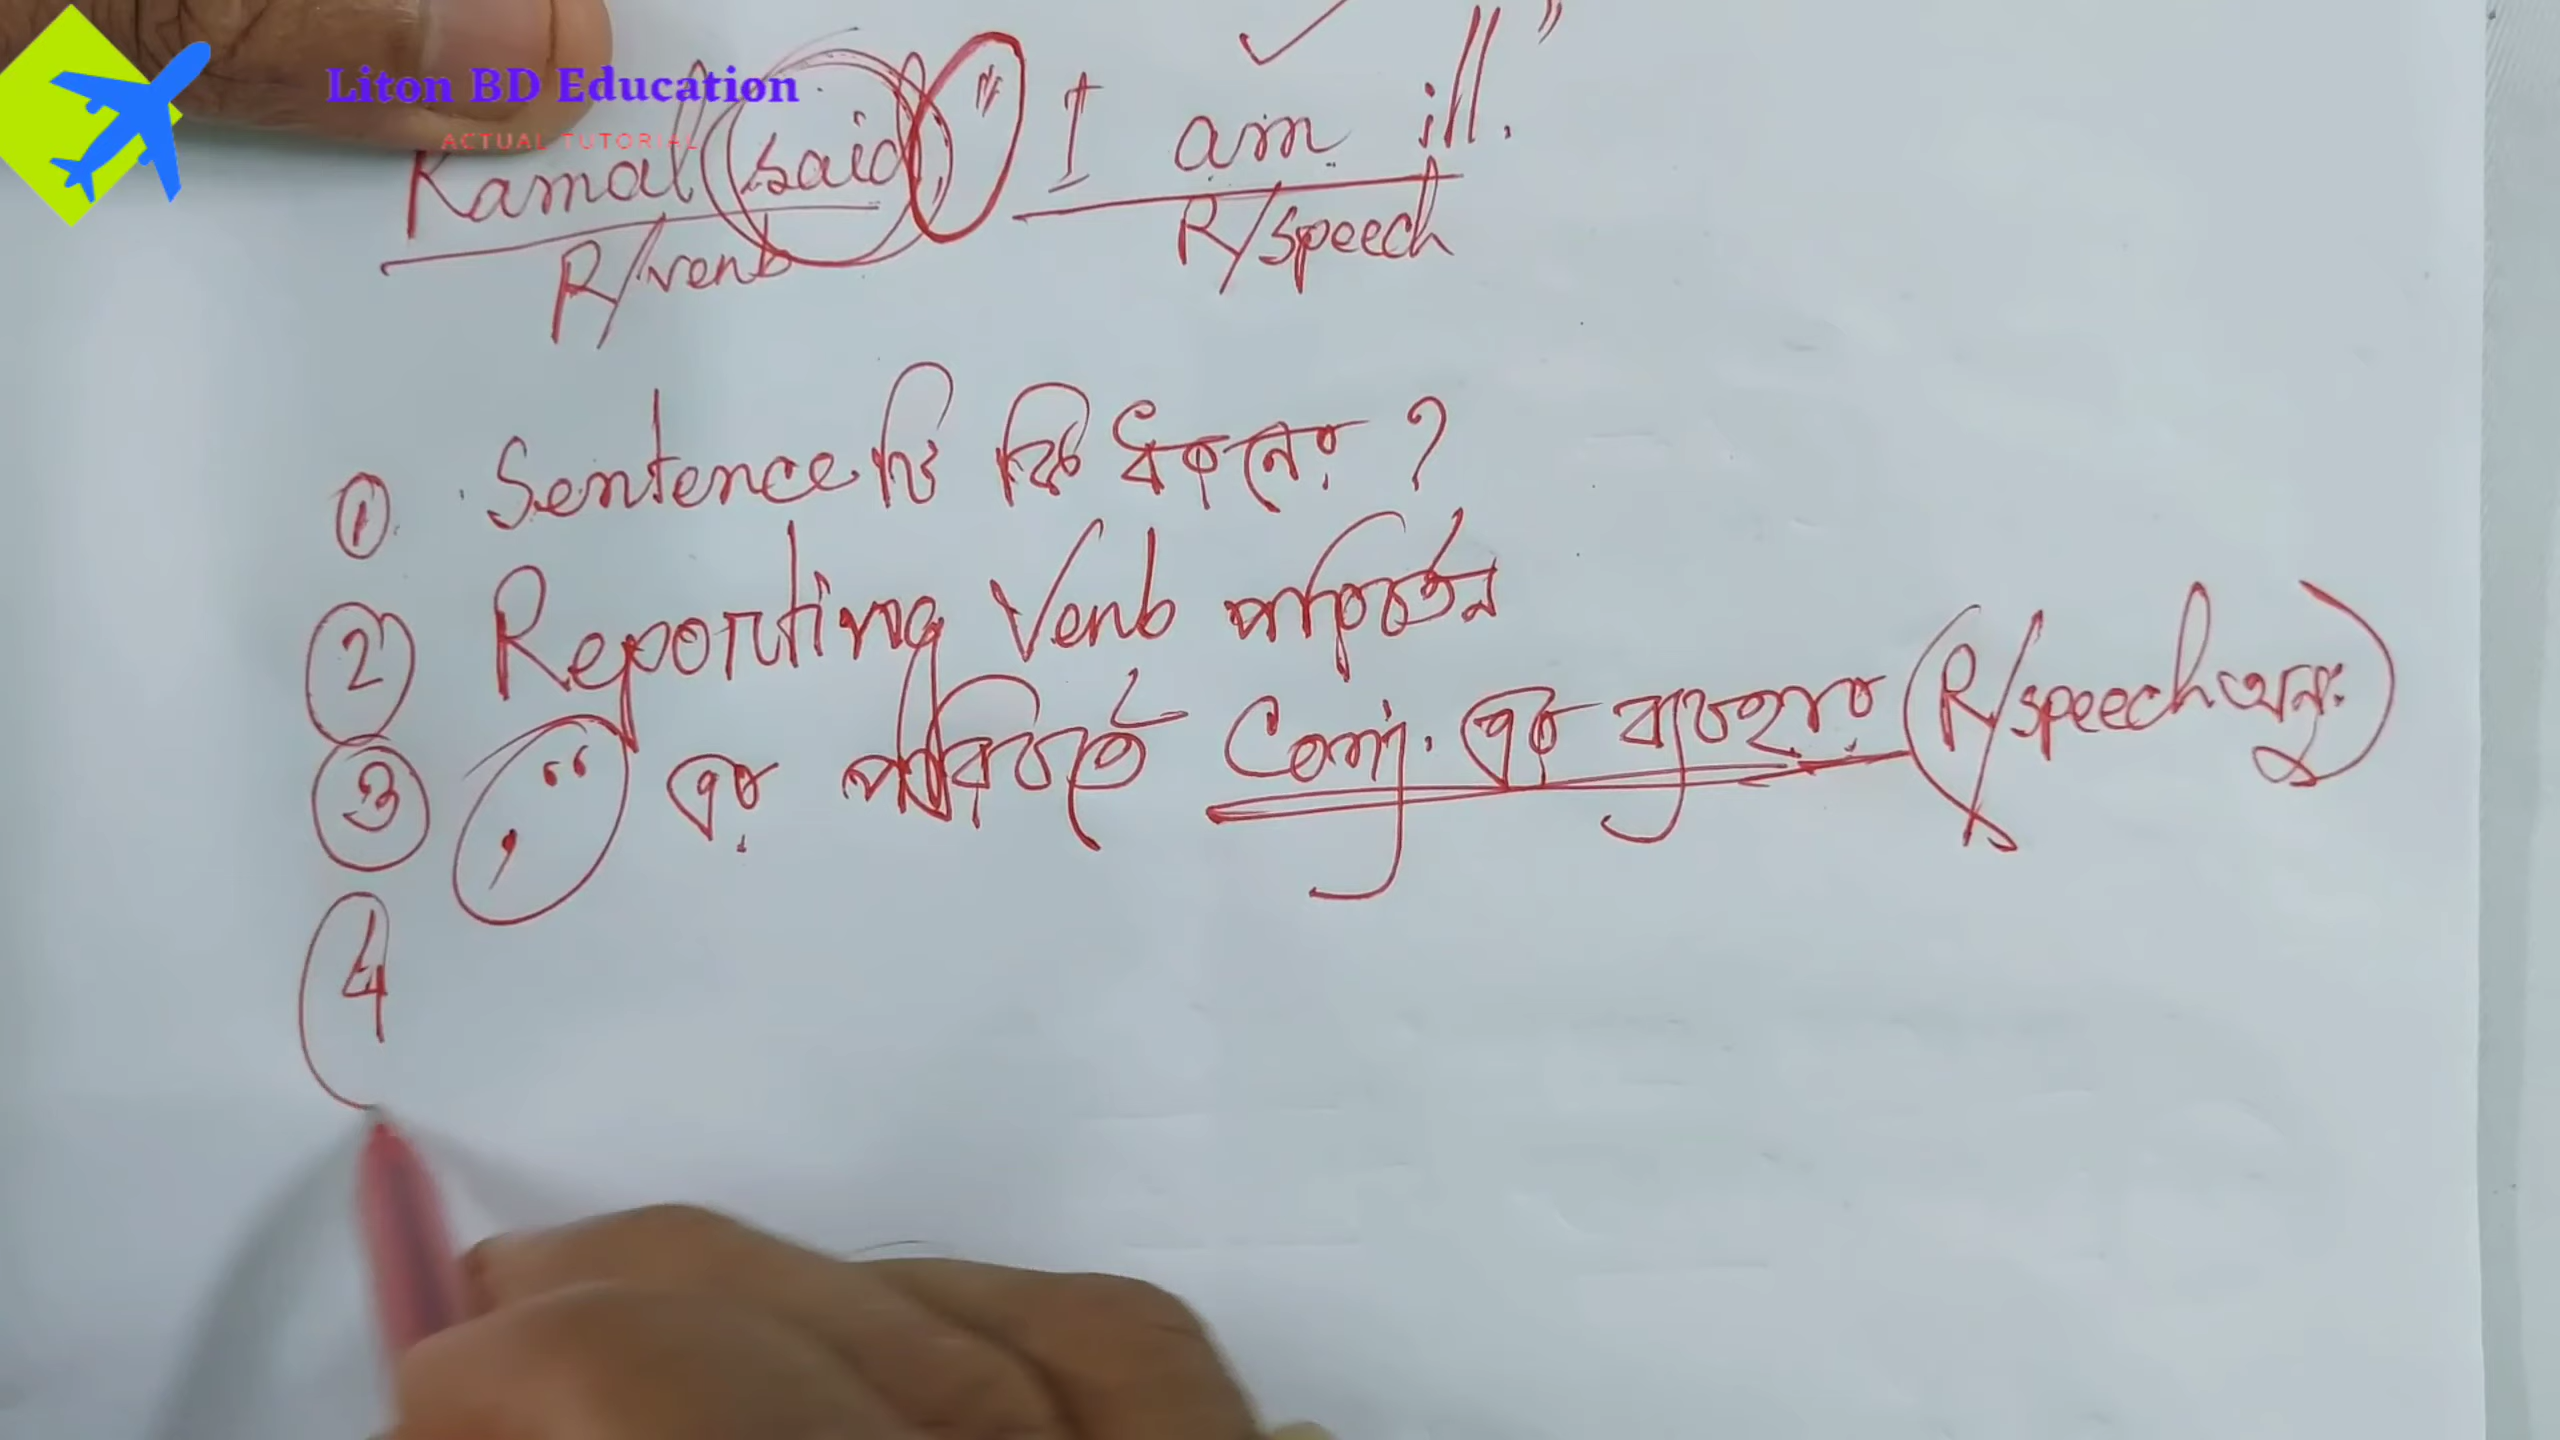 Liton BD Education
ACTUAL TUTORIAL
Kamal said, "I am ill."
R/verb R/speech
① Sentence টি কি ধরনের ?
② Reporting Verb পরিবর্তন
③ , " এর পরিবর্তে Conj. এর ব্যবহার (R/speech অনু:)
4